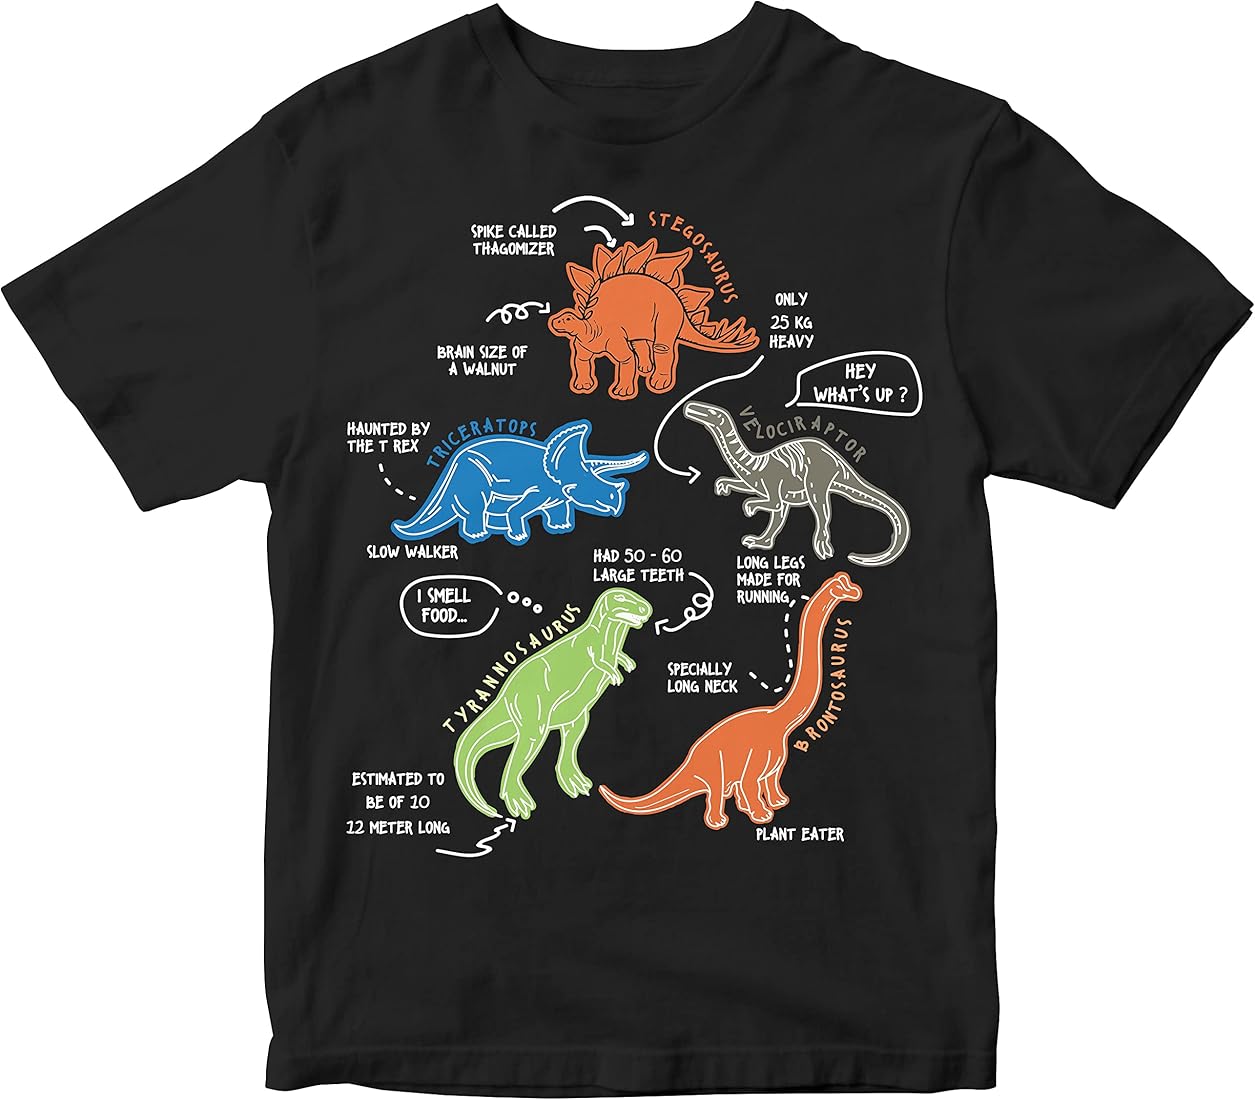 SPIKE CALLED
THAGOMIZER
STEGOSAURUS
BRAIN SIZE OF
A WALNUT
ONLY
25 KG
HEAVY
HEY
WHAT'S UP ?
VELOCIRAPTOR
HAUNTED BY
THE T REX
TRICERATOPS
SLOW WALKER
HAD 50 - 60
LARGE TEETH
LONG LEGS
MADE FOR
RUNNING
I SMELL
FOOD...
TYRANNOSAURUS
SPECIALLY
LONG NECK
BRONTOSAURUS
ESTIMATED TO
BE OF 10
12 METER LONG
PLANT EATER